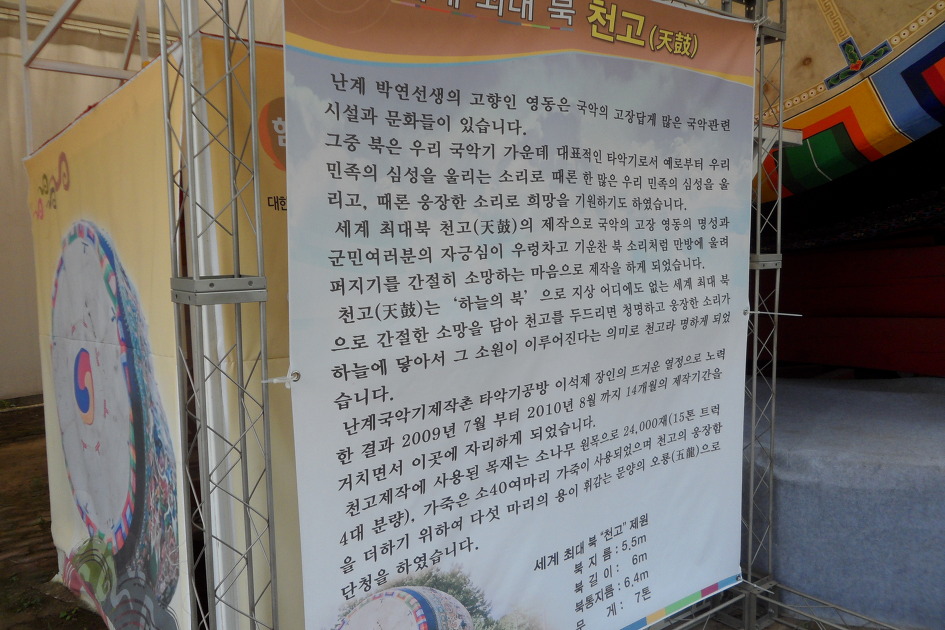 최대 북 천고(天鼓)
난계 박연선생의 고향인 영동은 국악의 고장답게 많은 국악관련
시설과 문화들이 있습니다.
그중 북은 우리 국악기 가운데 대표적인 타악기로서 예로부터 우리
민족의 심성을 울리는 소리로 때론 한 많은 우리 민족의 심성을 울
리고, 때론 웅장한 소리로 희망을 기원하기도 하였습니다.
세계 최대북 천고(天鼓)의 제작으로 국악의 고장 영동의 명성과
군민여러분의 자긍심이 우렁차고 기운찬 북 소리처럼 만방에 울려
퍼지기를 간절히 소망하는 마음으로 제작을 하게 되었습니다.
천고(天鼓)는 '하늘의 북' 으로 지상 어디에도 없는 세계 최대 북
으로 간절한 소망을 담아 천고를 두드리면 청명하고 웅장한 소리가
하늘에 닿아서 그 소원이 이루어진다는 의미로 천고라 명하게 되었
습니다.
난계국악기제작촌 타악기공방 이석제 장인의 뜨거운 열정으로 노력
한 결과 2009년 7월 부터 2010년 8월 까지 14개월의 제작기간을
거치면서 이곳에 자리하게 되었습니다.
천고제작에 사용된 목재는 소나무 원목으로 24,000재(15톤 트럭
4대 분량), 가죽은 소40여마리 가죽이 사용되었으며 천고의 웅장함
을 더하기 위하여 다섯 마리의 용이 휘감는 문양의 오룡(五龍)으로
단청을 하였습니다.
세계 최대 북 "천고" 제원
북 지 름 : 5.5m
북 길 이 : 6m
북통지름 : 6.4m
무 게 : 7톤
대한